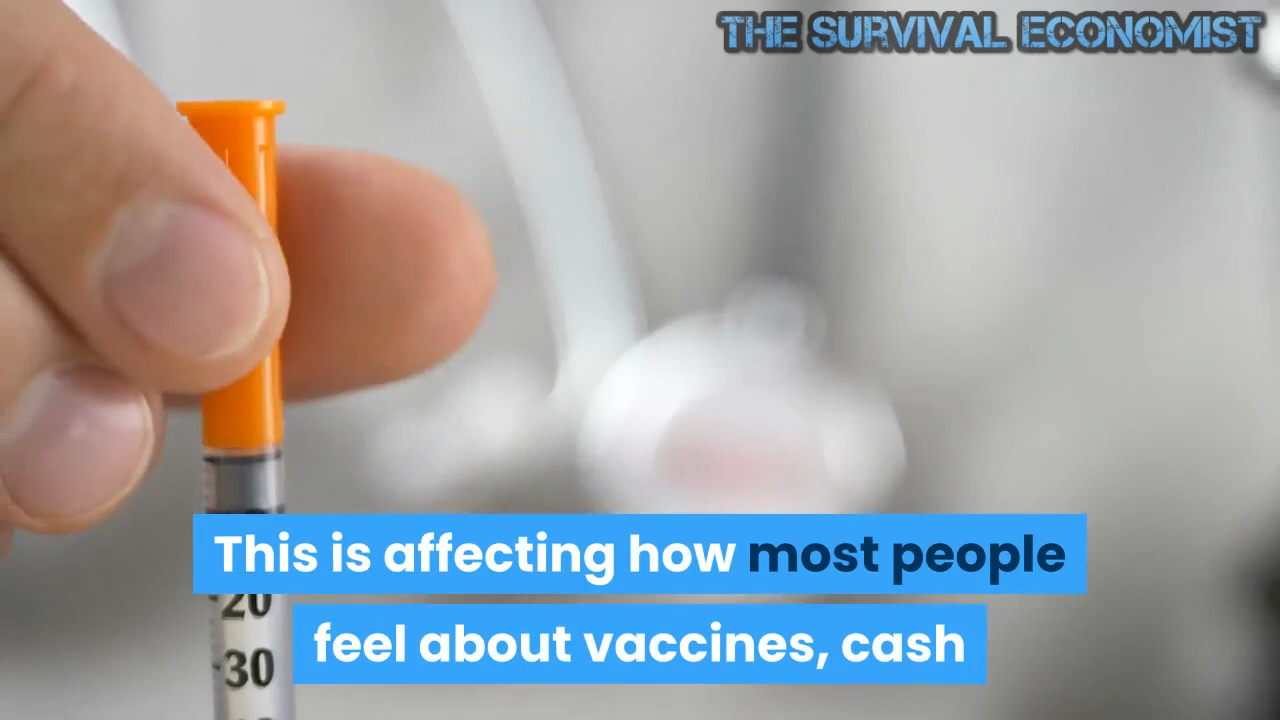 THE SURVIVAL ECONOMIST
This is affecting how most people
20
feel about vaccines, cash
30